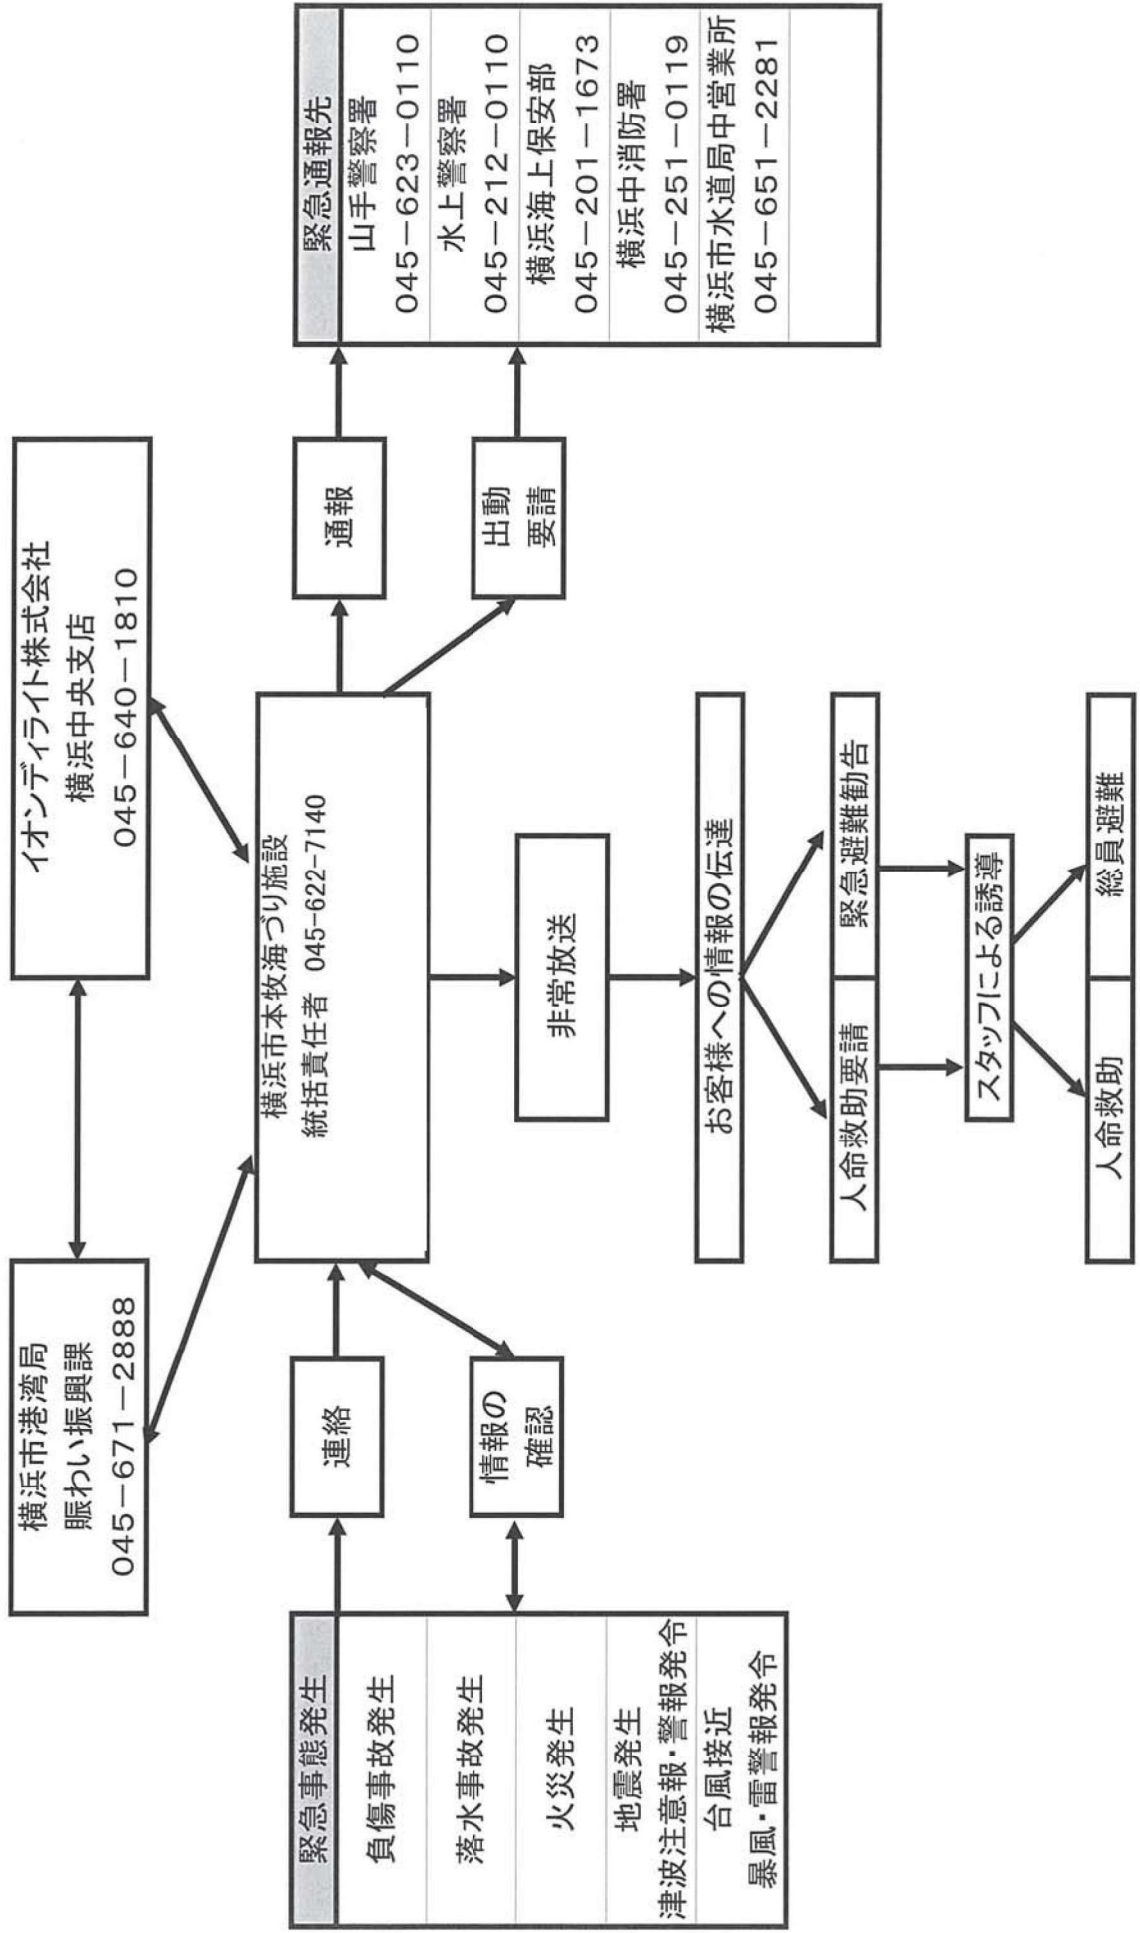 横浜市港湾局
賑わい振興課
045－671－2888
イオンディライト株式会社
横浜中央支店
045－640－1810
緊急事態発生
負傷事故発生
落水事故発生
火災発生
地震発生
津波注意報・警報発令
台風接近
暴風・雷警報発令
連絡
情報の
確認
横浜市本牧海づり施設
統括責任者 045-622-7140
通報
出動
要請
緊急通報先
山手警察署
045－623－0110
水上警察署
045－212－0110
横浜海上保安部
045－201－1673
横浜中消防署
045－251－0119
横浜市水道局中営業所
045－651－2281
非常放送
お客様への情報の伝達
人命救助要請
緊急避難勧告
スタッフによる誘導
人命救助
総員避難